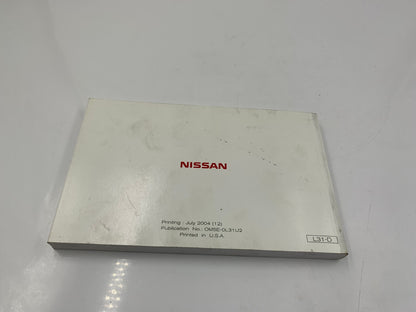 NISSAN
Printing : July 2004 (12)
Publication No.: OM5E-0L31U2
Printed in U.S.A.
L31-D